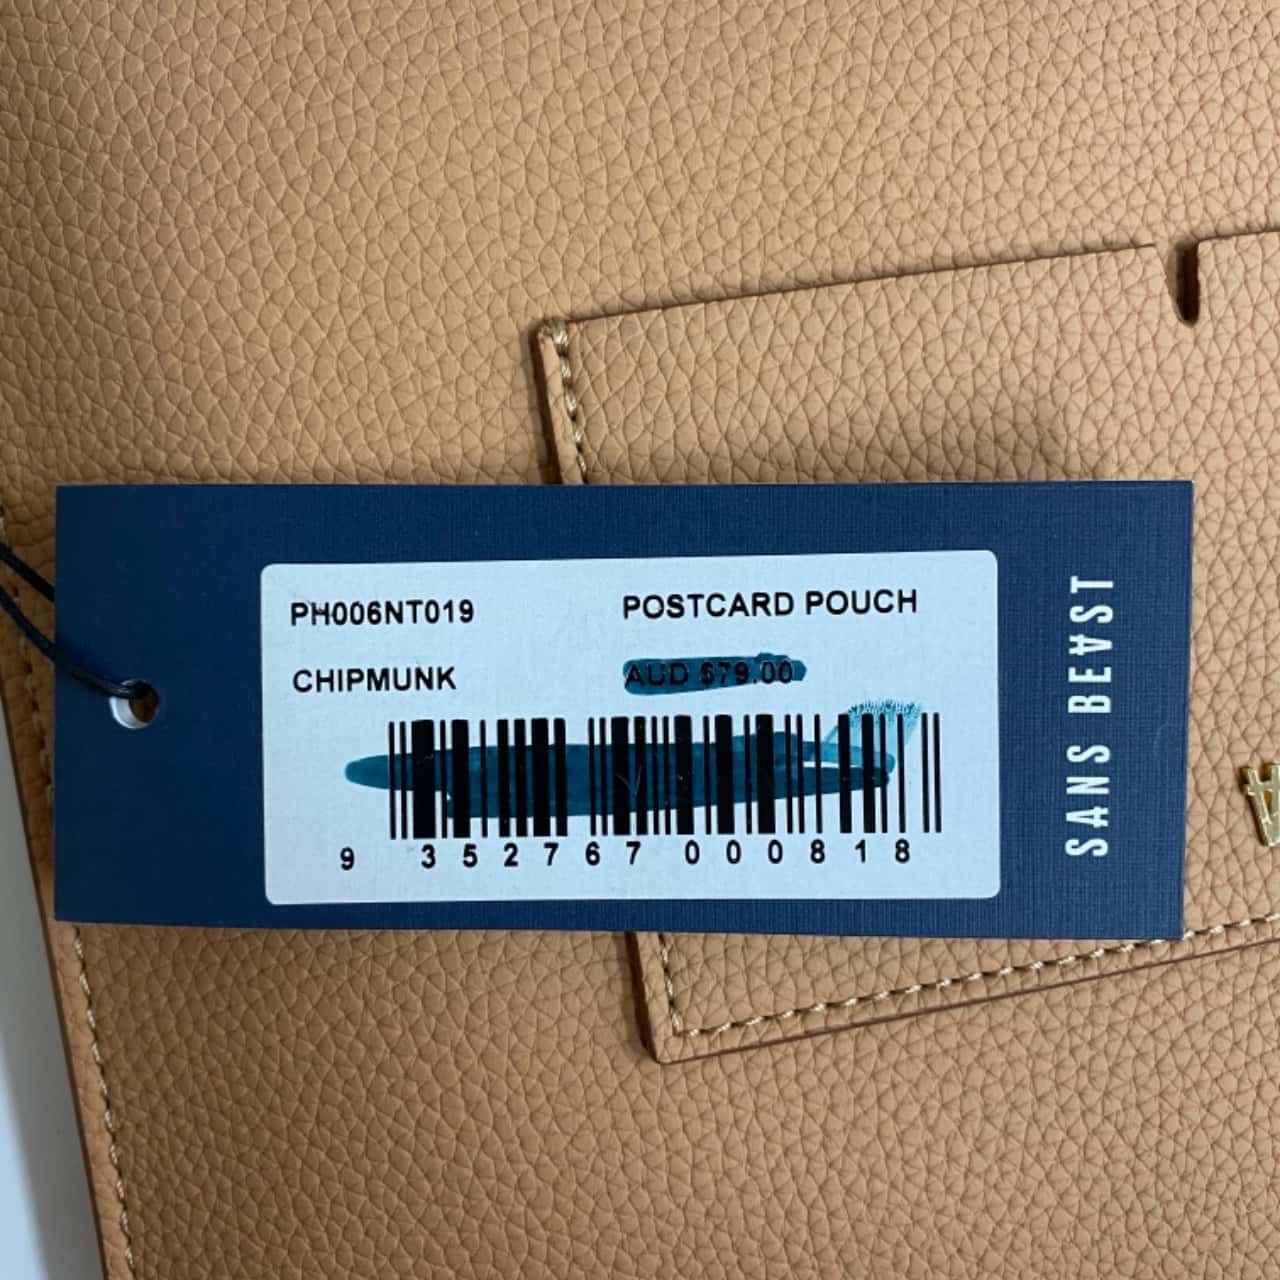 PH006NT019 POSTCARD POUCH
CHIPMUNK AUD $79.00
9 352767 000818
SANS BEAST